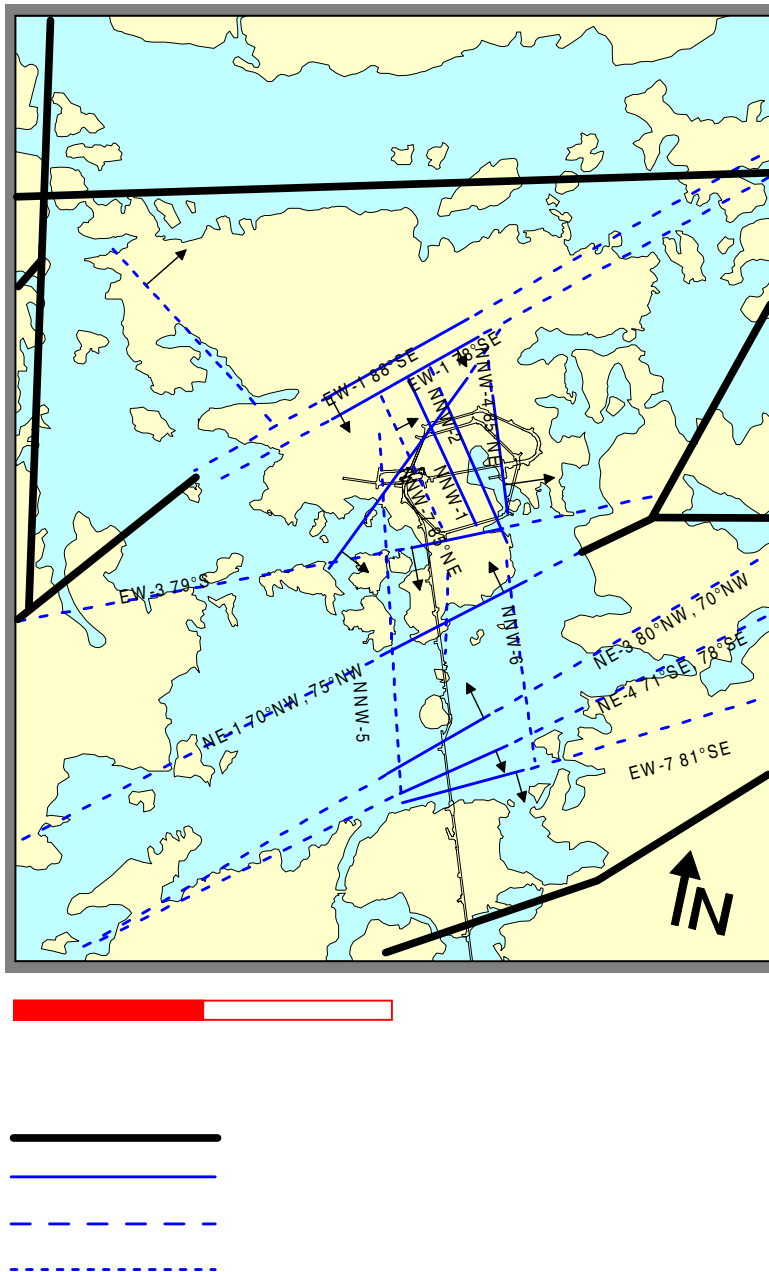 EW-1 88°SE
EW-1 78°SE
NNW-4 85°NE
NNW-2
NNW-1
NNW-7 85°NE
EW-3 79°S
NNW-6
NE-3 80°NW, 70°NW
NE-1 70°NW, 75°NW
NNW-5
NE-4 71°SE, 78°SE
EW-7 81°SE
N